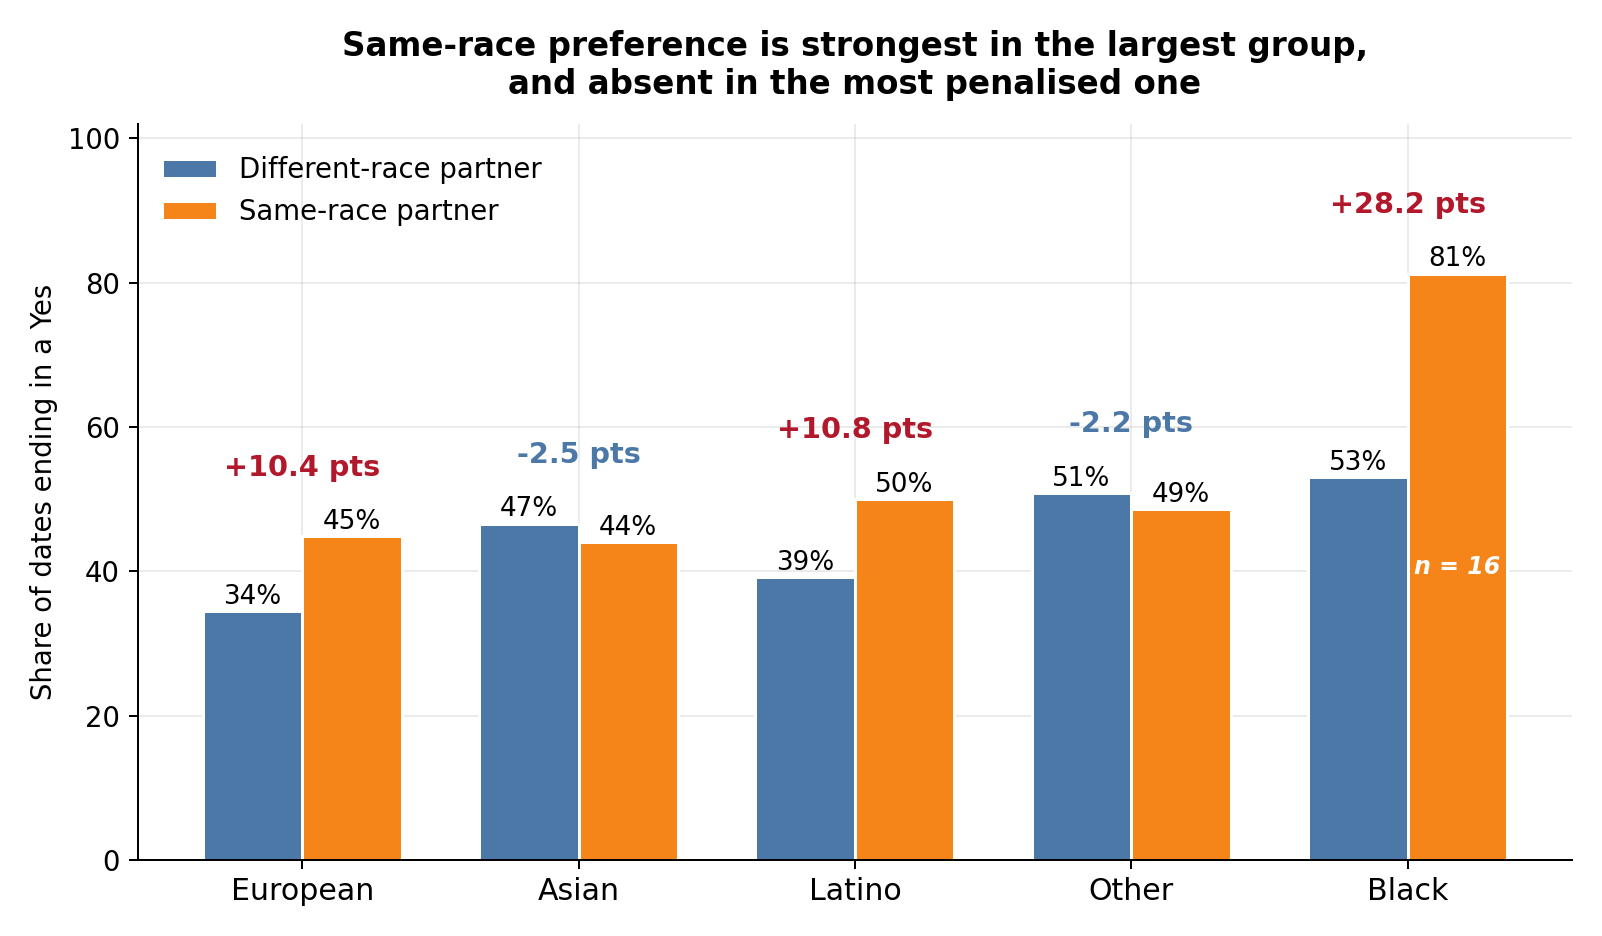 Same-race preference is strongest in the largest group,
and absent in the most penalised one
Share of dates ending in a Yes
100
80
60
40
20
0
Different-race partner
Same-race partner
+10.4 pts
34%
45%
-2.5 pts
47%
44%
+10.8 pts
39%
50%
-2.2 pts
51%
49%
+28.2 pts
53%
81%
n = 16
European
Asian
Latino
Other
Black